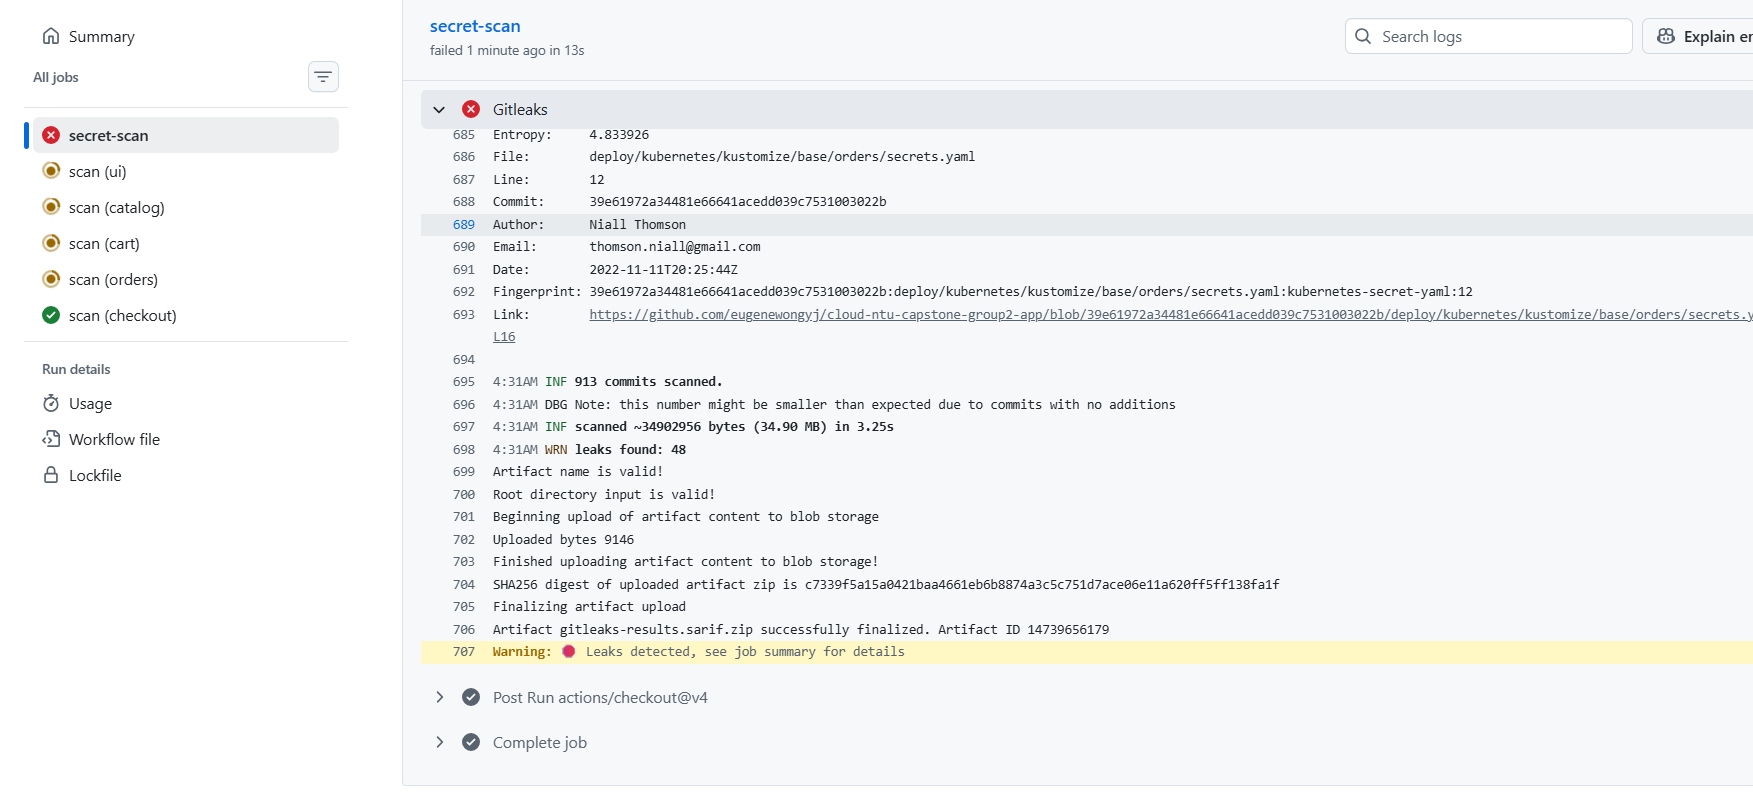 Summary
All jobs
secret-scan
scan (ui)
scan (catalog)
scan (cart)
scan (orders)
scan (checkout)
Run details
Usage
Workflow file
Lockfile
secret-scan
failed 1 minute ago in 13s
Search logs
Explain er
Gitleaks
685 Entropy: 4.833926
686 File: deploy/kubernetes/kustomize/base/orders/secrets.yaml
687 Line: 12
688 Commit: 39e61972a34481e66641acedd039c7531003022b
689 Author: Niall Thomson
690 Email: thomson.niall@gmail.com
691 Date: 2022-11-11T20:25:44Z
692 Fingerprint: 39e61972a34481e66641acedd039c7531003022b:deploy/kubernetes/kustomize/base/orders/secrets.yaml:kubernetes-secret-yaml:12
693 Link: https://github.com/eugenewongyj/cloud-ntu-capstone-group2-app/blob/39e61972a34481e66641acedd039c7531003022b/deploy/kubernetes/kustomize/base/orders/secrets.y
L16
694
695 4:31AM INF 913 commits scanned.
696 4:31AM DBG Note: this number might be smaller than expected due to commits with no additions
697 4:31AM INF scanned ~34902956 bytes (34.90 MB) in 3.25s
698 4:31AM WRN leaks found: 48
699 Artifact name is valid!
700 Root directory input is valid!
701 Beginning upload of artifact content to blob storage
702 Uploaded bytes 9146
703 Finished uploading artifact content to blob storage!
704 SHA256 digest of uploaded artifact zip is c7339f5a15a0421baa4661eb6b8874a3c5c751d7ace06e11a620ff5ff138fa1f
705 Finalizing artifact upload
706 Artifact gitleaks-results.sarif.zip successfully finalized. Artifact ID 14739656179
707 Warning: 🛑 Leaks detected, see job summary for details
Post Run actions/checkout@v4
Complete job